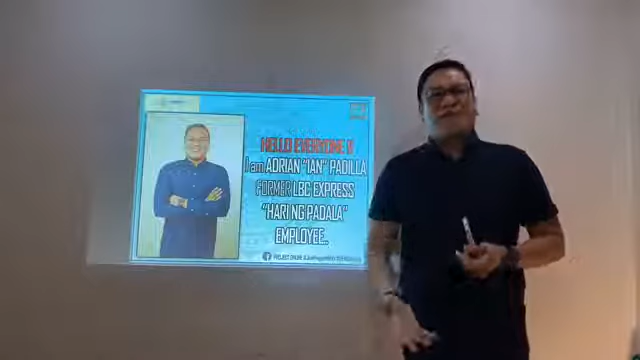 HELLO EVERYONE !!
I am ADRIAN "IAN" PADILLA
FORMER LBC EXPRESS
"HARI NG PADALA"
EMPLOYEE..